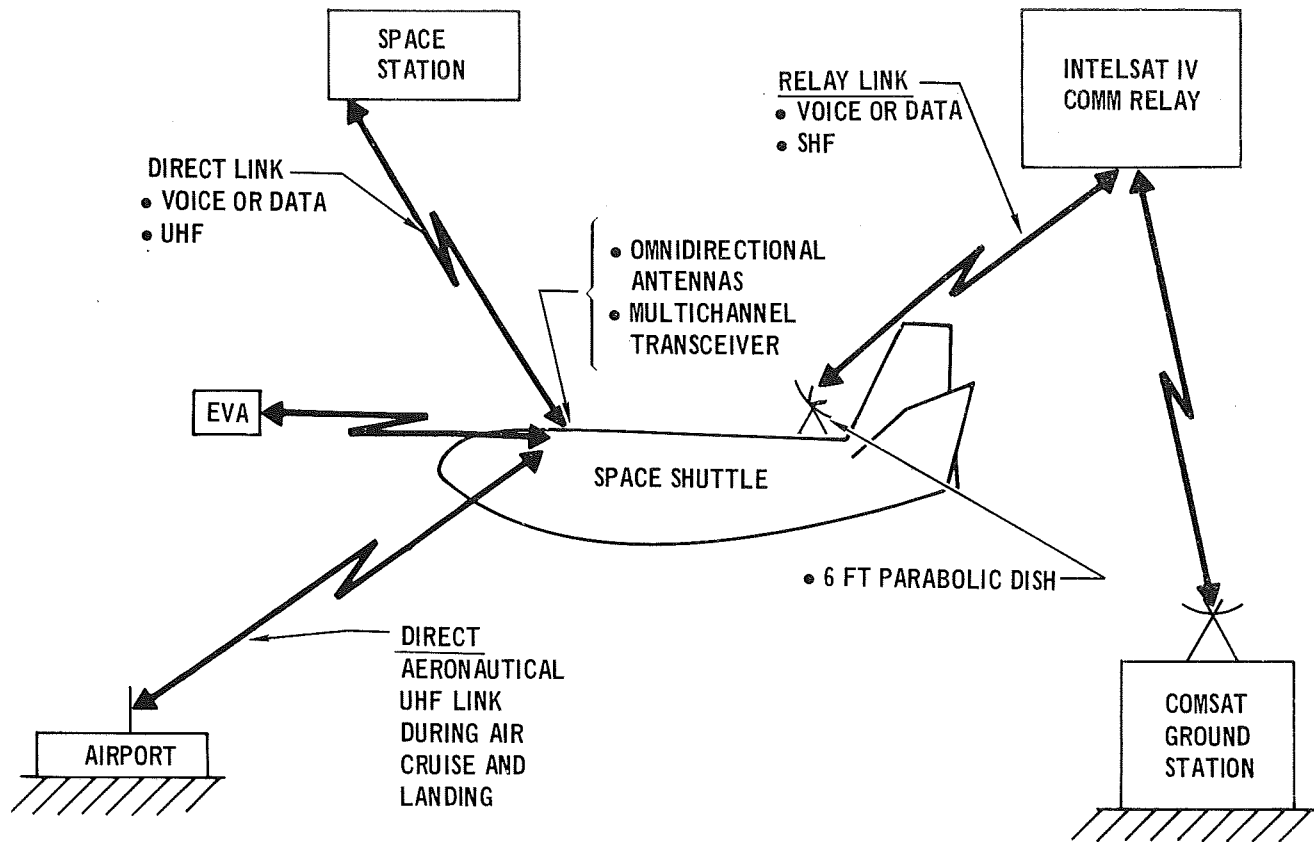 SPACE
STATION
RELAY LINK
• VOICE OR DATA
• SHF
INTELSAT IV
COMM RELAY
DIRECT LINK
• VOICE OR DATA
• UHF
• OMNIDIRECTIONAL
ANTENNAS
• MULTICHANNEL
TRANSCEIVER
EVA
SPACE SHUTTLE
• 6 FT PARABOLIC DISH
DIRECT
AERONAUTICAL
UHF LINK
DURING AIR
CRUISE AND
LANDING
AIRPORT
COMSAT
GROUND
STATION